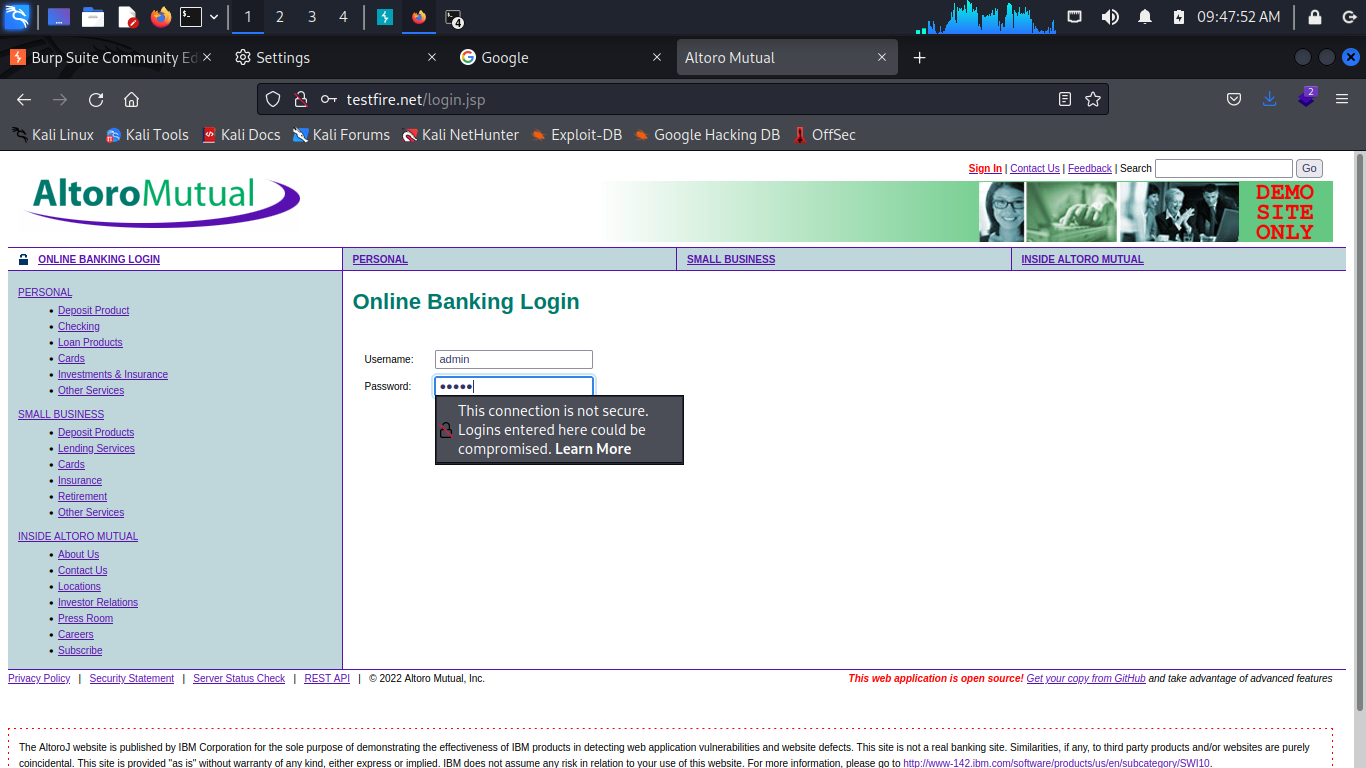 1 2 3 4 4 09:47:52 AM
Burp Suite Community Ed Settings Google Altoro Mutual
testfire.net/login.jsp 2
Kali Linux Kali Tools Kali Docs Kali Forums Kali NetHunter Exploit-DB Google Hacking DB OffSec
Sign In | Contact Us | Feedback | Search Go
AltoroMutual
DEMO
SITE
ONLY
ONLINE BANKING LOGIN PERSONAL SMALL BUSINESS INSIDE ALTORO MUTUAL
PERSONAL
Deposit Product
Checking
Loan Products
Cards
Investments & Insurance
Other Services
SMALL BUSINESS
Deposit Products
Lending Services
Cards
Insurance
Retirement
Other Services
INSIDE ALTORO MUTUAL
About Us
Contact Us
Locations
Investor Relations
Press Room
Careers
Subscribe
Online Banking Login
Username: admin
Password: •••••
This connection is not secure.
Logins entered here could be
compromised. Learn More
Privacy Policy | Security Statement | Server Status Check | REST API | © 2022 Altoro Mutual, Inc.
This web application is open source! Get your copy from GitHub and take advantage of advanced features
The AltoroJ website is published by IBM Corporation for the sole purpose of demonstrating the effectiveness of IBM products in detecting web application vulnerabilities and website defects. This site is not a real banking site. Similarities, if any, to third party products and/or websites are purely
coincidental. This site is provided "as is" without warranty of any kind, either express or implied. IBM does not assume any risk in relation to your use of this website. For more information, please go to http://www-142.ibm.com/software/products/us/en/subcategory/SWI10.